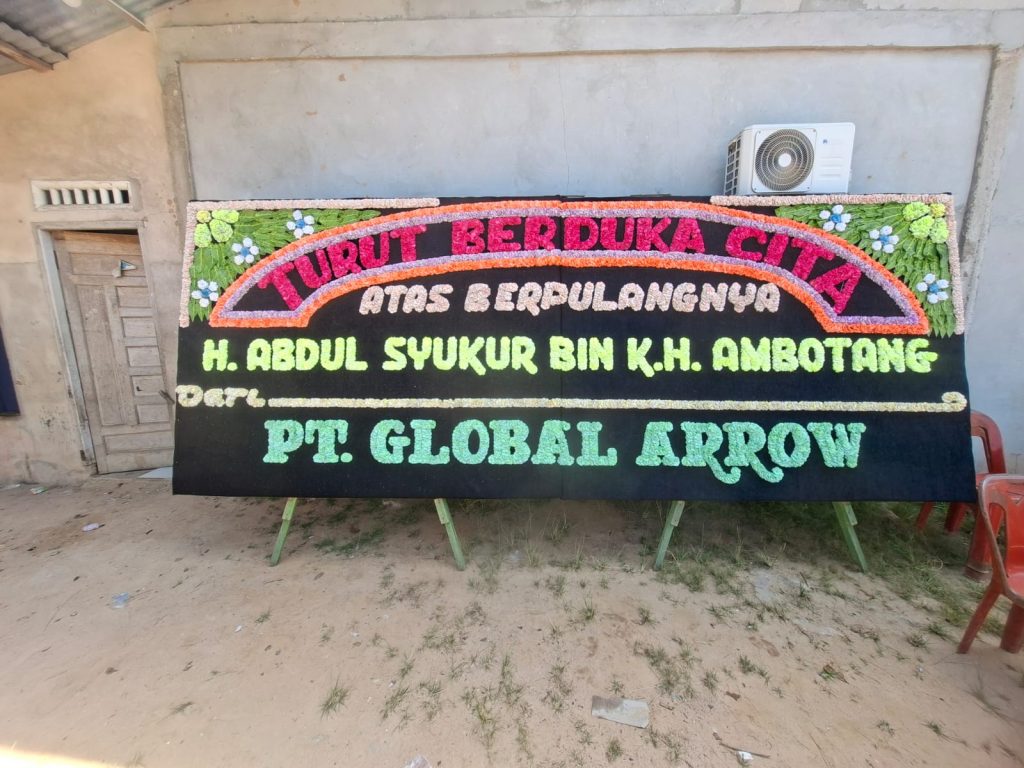 TURUT BERDUKA CITA
ATAS BERPULANGNYA
H. ABDUL SYUKUR BIN K.H. AMBOTANG
Dari
PT. GLOBAL ARROW